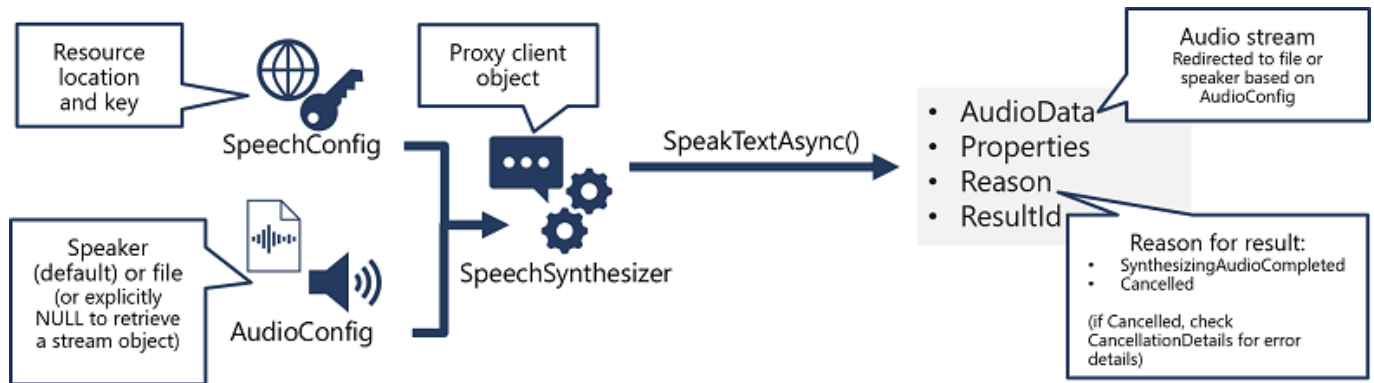 Resource
location
and key
SpeechConfig
Speaker
(default) or file
(or explicitly
NULL to retrieve
a stream object)
AudioConfig
Proxy client
object
SpeechSynthesizer
SpeakTextAsync()
• AudioData
• Properties
• Reason
• ResultId
Audio stream
Redirected to file or
speaker based on
AudioConfig
Reason for result:
• SynthesizingAudioCompleted
• Cancelled
(if Cancelled, check
CancellationDetails for error
details)